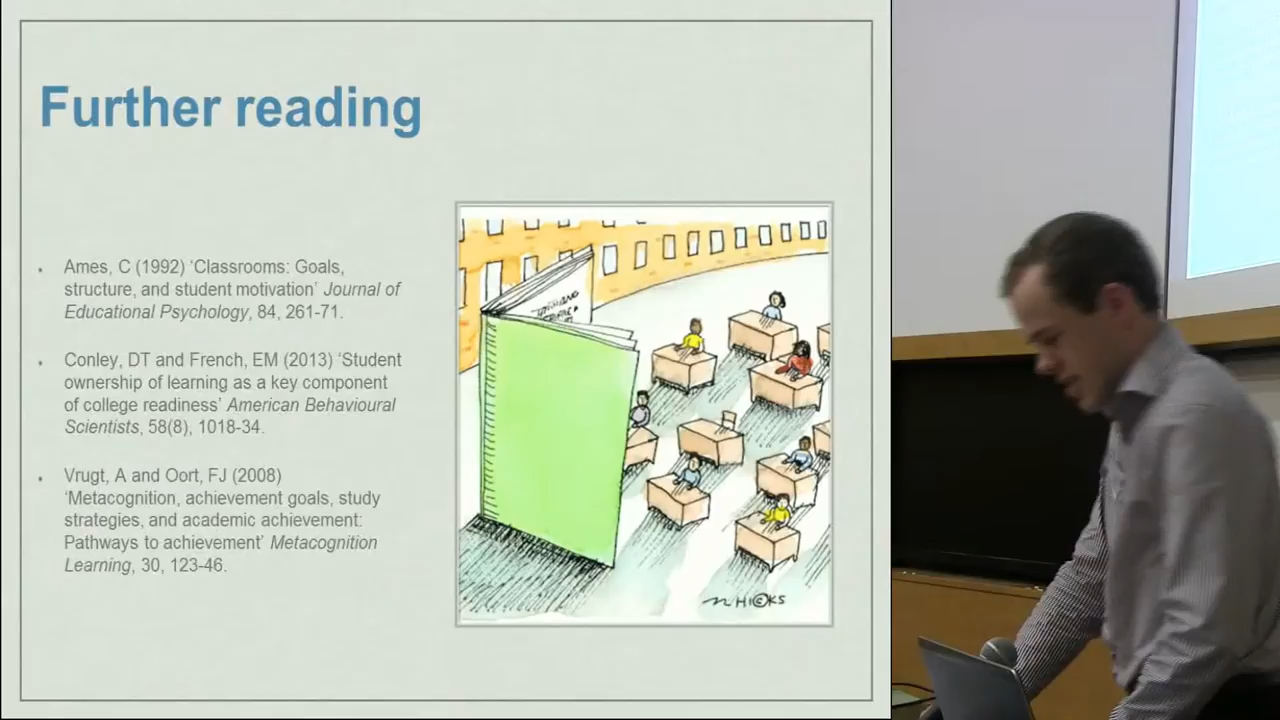 Further reading
Ames, C (1992) ‘Classrooms: Goals,
structure, and student motivation’ Journal of
Educational Psychology, 84, 261-71.
Conley, DT and French, EM (2013) ‘Student
ownership of learning as a key component
of college readiness’ American Behavioural
Scientists, 58(8), 1018-34.
Vrugt, A and Oort, FJ (2008)
‘Metacognition, achievement goals, study
strategies, and academic achievement:
Pathways to achievement’ Metacognition
Learning, 30, 123-46.
HICKS